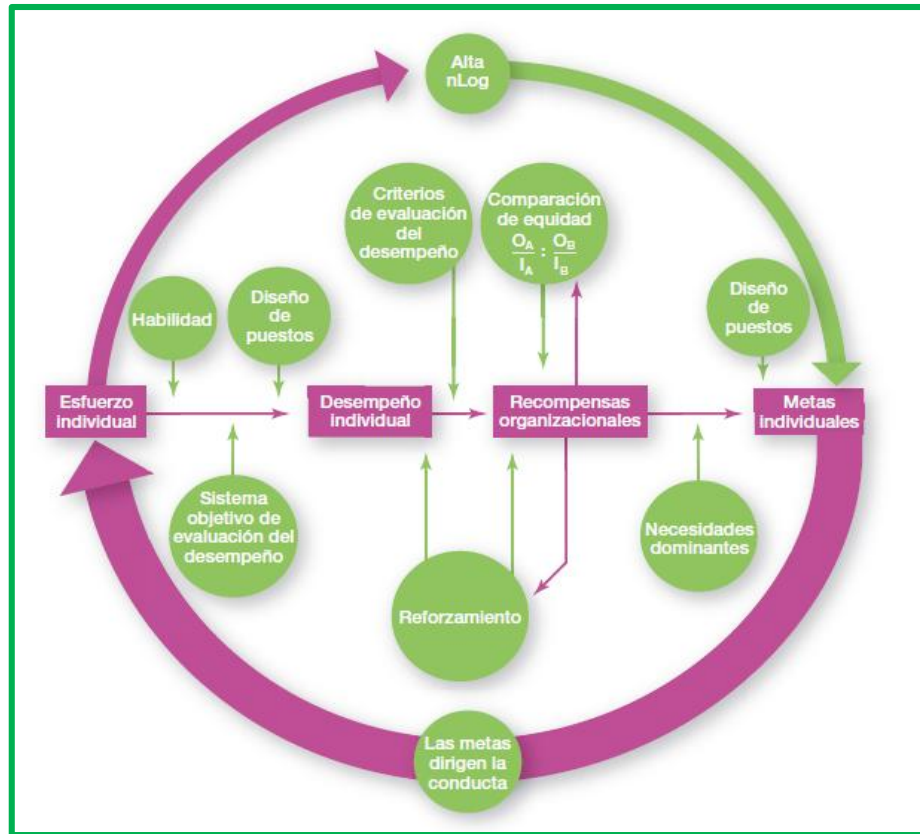 Alta
nLog
Criterios
de evaluación
del
desempeño
Comparación
de equidad
O_A : O_B
I_A I_B
Habilidad
Diseño
de
puestos
Diseño
de
puestos
Esfuerzo
individual
Desempeño
individual
Recompensas
organizacionales
Metas
individuales
Sistema
objetivo de
evaluación del
desempeño
Necesidades
dominantes
Reforzamiento
Las metas
dirigen la
conducta